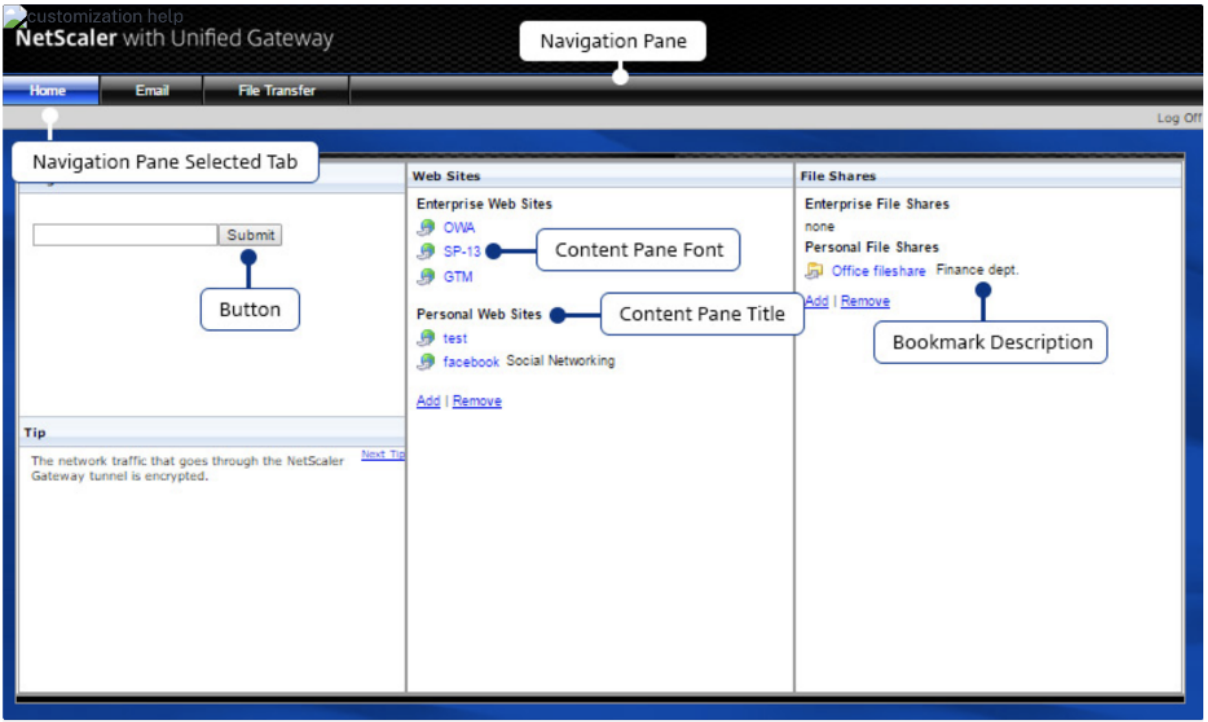 customization help
NetScaler with Unified Gateway
Navigation Pane
Home
Email
File Transfer
Log Off
Navigation Pane Selected Tab
Submit
Button
Tip
The network traffic that goes through the NetScaler
Gateway tunnel is encrypted.
Next Tip
Web Sites
Enterprise Web Sites
OWA
SP-13
Content Pane Font
GTM
Personal Web Sites
Content Pane Title
test
facebook Social Networking
Add | Remove
File Shares
Enterprise File Shares
none
Personal File Shares
Office fileshare Finance dept.
Add | Remove
Bookmark Description